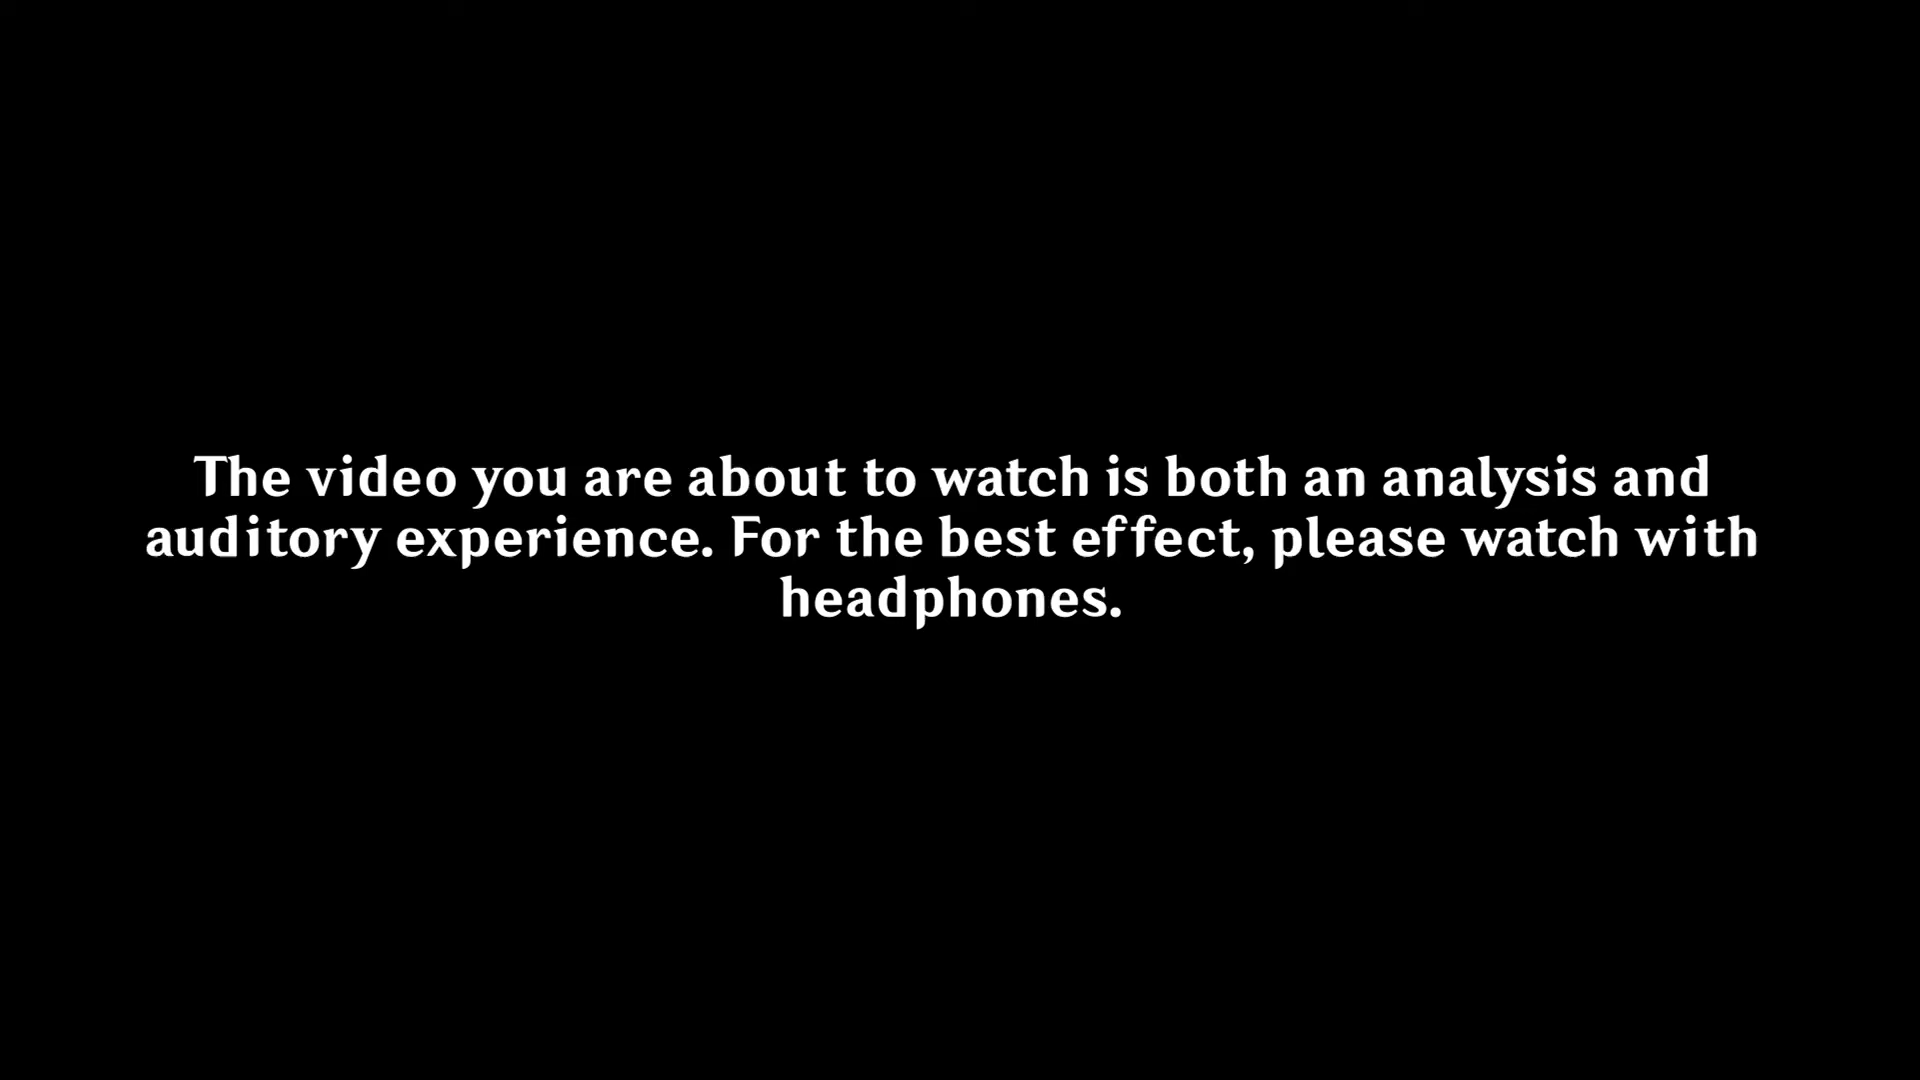 The video you are about to watch is both an analysis and
auditory experience. For the best effect, please watch with
headphones.